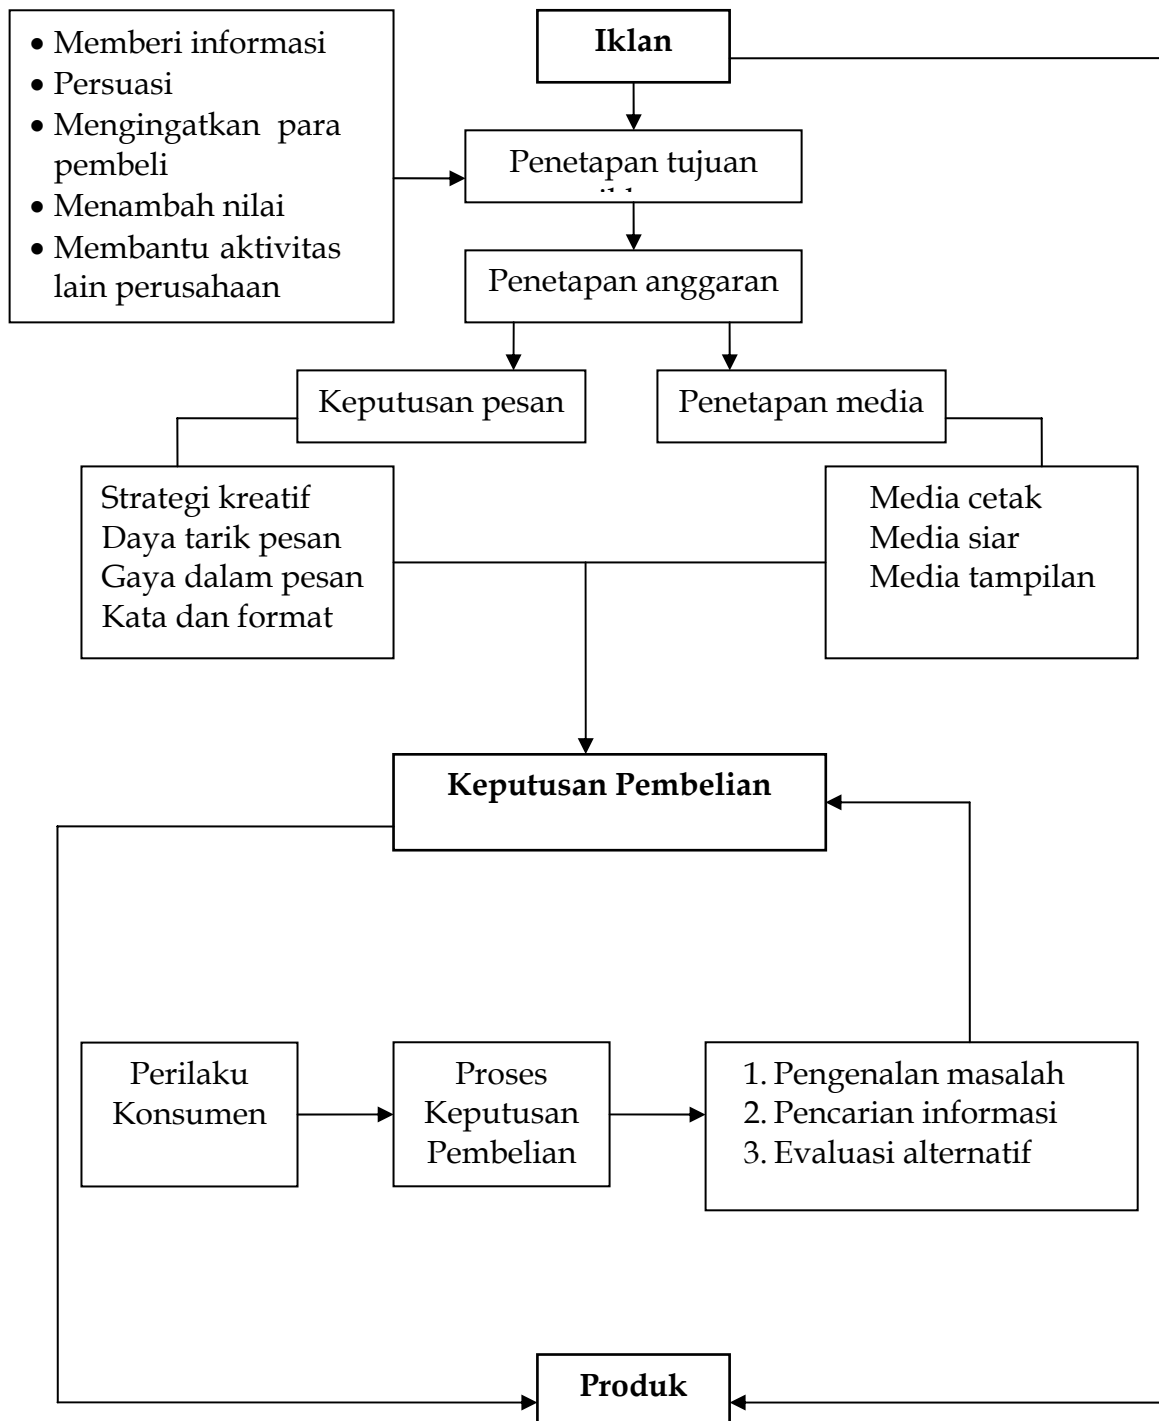 • Memberi informasi
• Persuasi
• Mengingatkan para
pembeli
• Menambah nilai
• Membantu aktivitas
lain perusahaan
Iklan
Penetapan tujuan
Penetapan anggaran
Keputusan pesan
Penetapan media
Strategi kreatif
Daya tarik pesan
Gaya dalam pesan
Kata dan format
Media cetak
Media siar
Media tampilan
Keputusan Pembelian
Perilaku
Konsumen
Proses
Keputusan
Pembelian
1. Pengenalan masalah
2. Pencarian informasi
3. Evaluasi alternatif
Produk